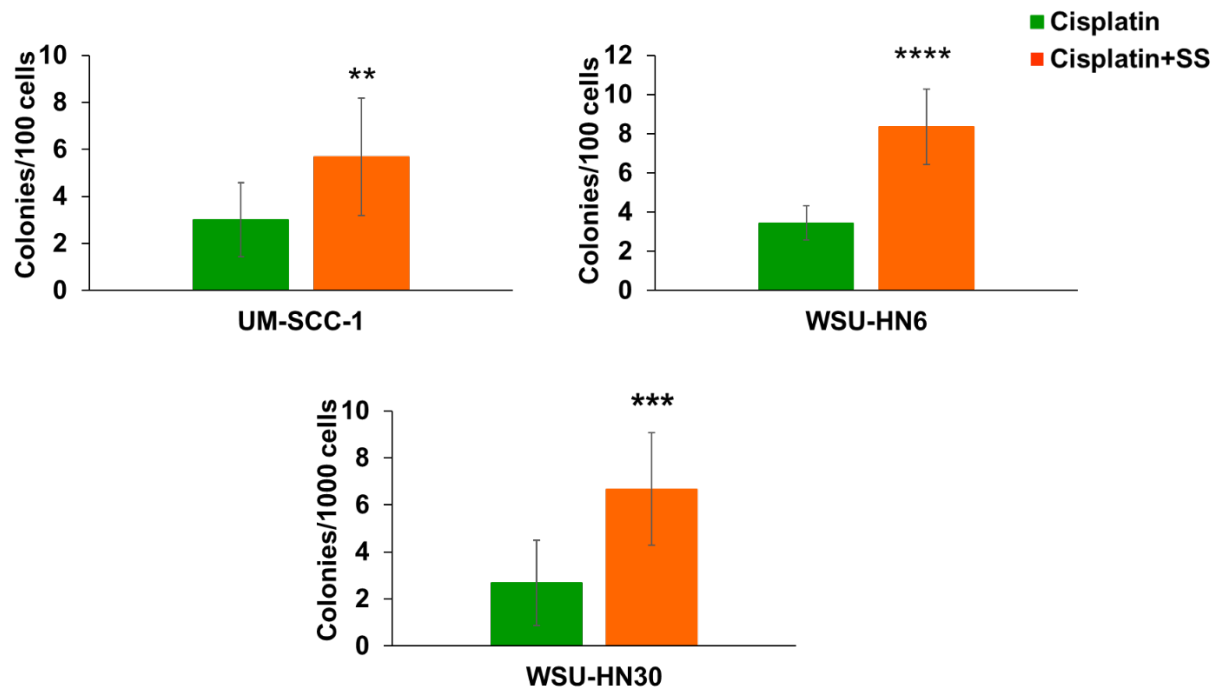 Cisplatin
Cisplatin+SS
Colonies/100 cells
10
8
6
4
2
0
**
UM-SCC-1
Colonies/100 cells
12
10
8
6
4
2
0
****
WSU-HN6
Colonies/1000 cells
10
8
6
4
2
0
***
WSU-HN30